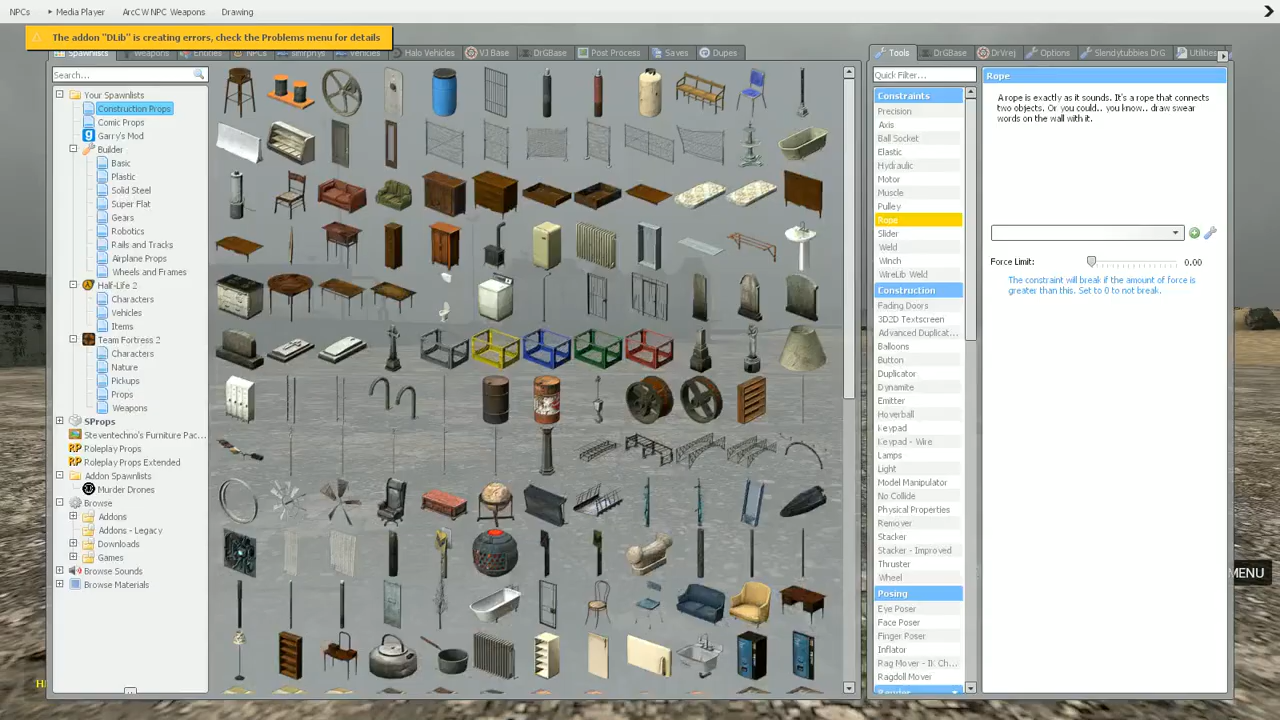 NPCs
Media Player
ArcCW NPC Weapons
Drawing
The addon "DLib" is creating errors, check the Problems menu for details
Spawnlists
Weapons
Entities
NPCs
Vehicles
Halo Vehicles
VJ Base
DrGBase
Post Process
Saves
Dupes
Search...
Your Spawnlists
Construction Props
Comic Props
Garry's Mod
Builder
Basic
Plastic
Solid Steel
Super Flat
Gears
Robotics
Rails and Tracks
Airplane Props
Wheels and Frames
Half-Life 2
Characters
Vehicles
Items
Team Fortress 2
Characters
Nature
Pickups
Props
Weapons
SProps
Steventechno's Furniture Pac...
Roleplay Props
Roleplay Props Extended
Addon Spawnlists
Murder Drones
Browse
Addons
Addons - Legacy
Downloads
Games
Browse Sounds
Browse Materials
Tools
DrGBase
DrVrej
Options
Slendytubbies DrG
Utilities
Quick Filter...
Constraints
Precision
Axis
Ball Socket
Elastic
Hydraulic
Motor
Muscle
Pulley
Rope
Slider
Weld
Winch
WireLib Weld
Construction
Fading Doors
3D2D Textscreen
Advanced Duplicat...
Balloons
Button
Duplicator
Dynamite
Emitter
Hoverball
Keypad
Keypad - Wire
Lamps
Light
Model Manipulator
No Collide
Physical Properties
Remover
Stacker
Stacker - Improved
Thruster
Wheel
Posing
Eye Poser
Face Poser
Finger Poser
Inflator
Rag Mover - IK Ch...
Ragdoll Mover
Render
Rope
A rope is exactly as it sounds. It's a rope that connects
two objects. Or you could.. you know.. draw swear
words on the wall with it.
Force Limit:
0.00
The constraint will break if the amount of force is
greater than this. Set to 0 to not break.
MENU